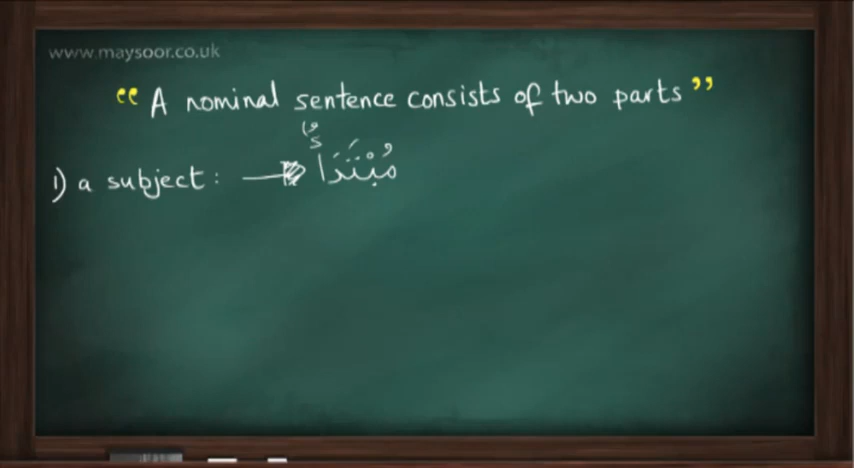 www.maysoor.co.uk
“ A nominal sentence consists of two parts ”
1) a subject: → مُبْتَدَأٌ